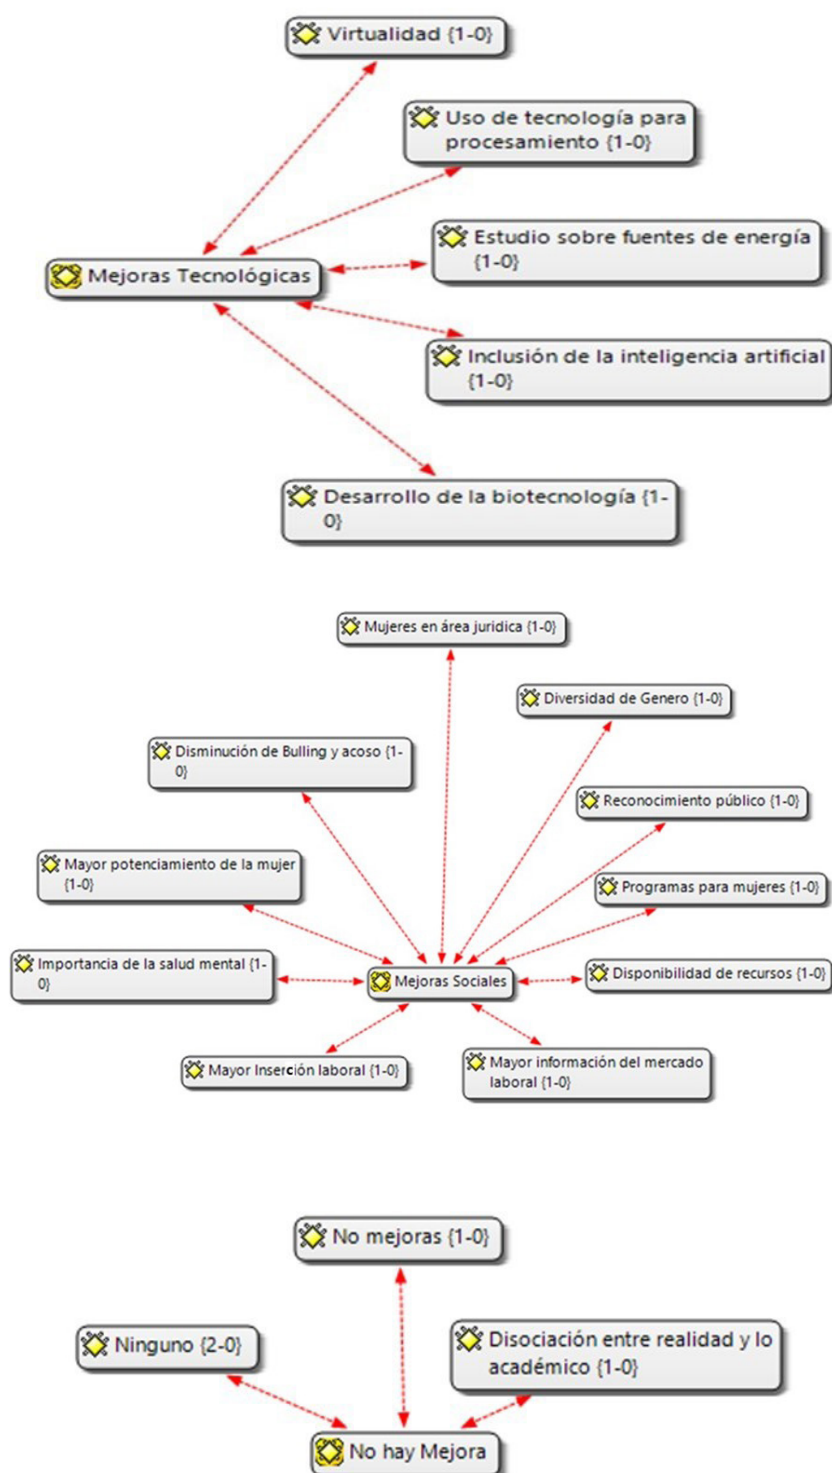 Virtualidad {1-0}
Uso de tecnología para
procesamiento {1-0}
Estudio sobre fuentes de energía
{1-0}
Mejoras Tecnológicas
Inclusión de la inteligencia artificial
{1-0}
Desarrollo de la biotecnología {1-
0}
Mujeres en área juridica {1-0}
Diversidad de Genero {1-0}
Disminución de Bulling y acoso {1-
0}
Reconocimiento público {1-0}
Mayor potenciamiento de la mujer
{1-0}
Programas para mujeres {1-0}
Importancia de la salud mental {1-
0}
Mejoras Sociales
Disponibilidad de recursos {1-0}
Mayor Inserción laboral {1-0}
Mayor información del mercado
laboral {1-0}
No mejoras {1-0}
Ninguno {2-0}
Disociación entre realidad y lo
académico {1-0}
No hay Mejora